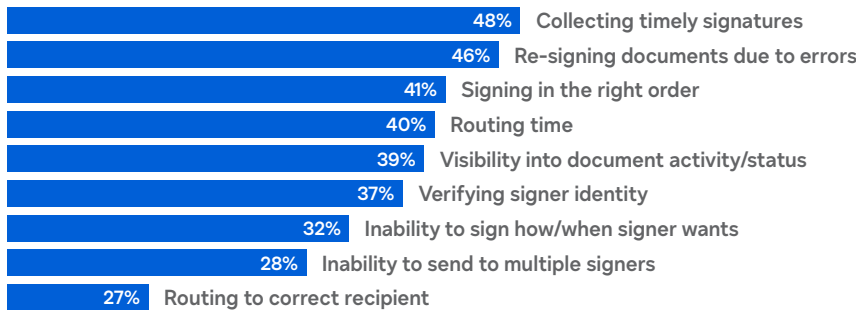 48% Collecting timely signatures
46% Re-signing documents due to errors
41% Signing in the right order
40% Routing time
39% Visibility into document activity/status
37% Verifying signer identity
32% Inability to sign how/when signer wants
28% Inability to send to multiple signers
27% Routing to correct recipient